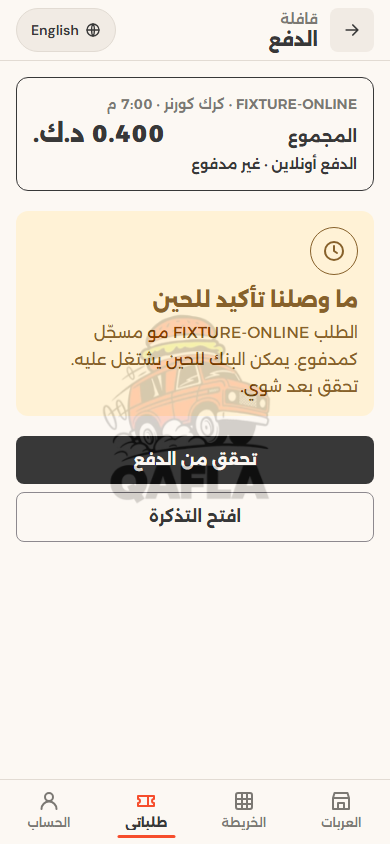 قافلة
الدفع
English
FIXTURE-ONLINE · كرك كورنر · 7:00 م
المجموع
0.400 د.ك.
الدفع أونلاين · غير مدفوع
ما وصلنا تأكيد للحين
الطلب FIXTURE-ONLINE مو مسجّل
كمدفوع. يمكن البنك للحين يشتغل عليه.
تحقق بعد شوي.
تحقق من الدفع
QAFLA
افتح التذكرة
العربات
الخريطة
طلباتي
الحساب